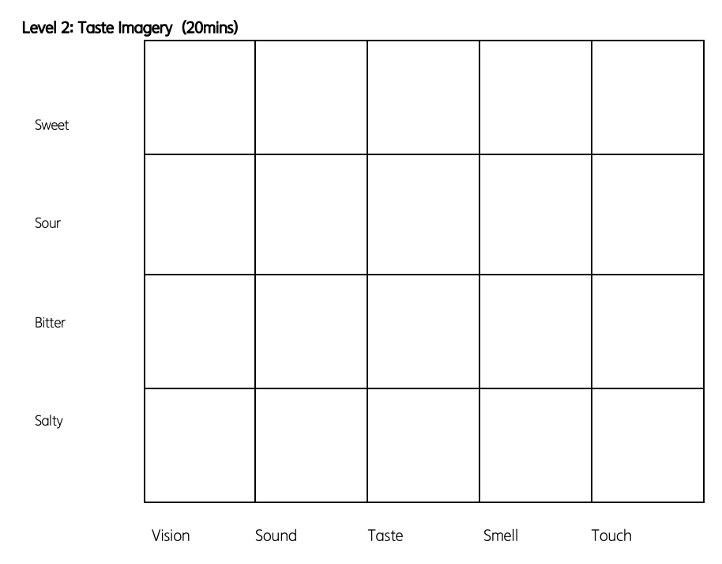 Level 2: Taste Imagery  (20mins)
Sweet
Sour
Bitter
Salty
Vision Sound Taste Smell Touch